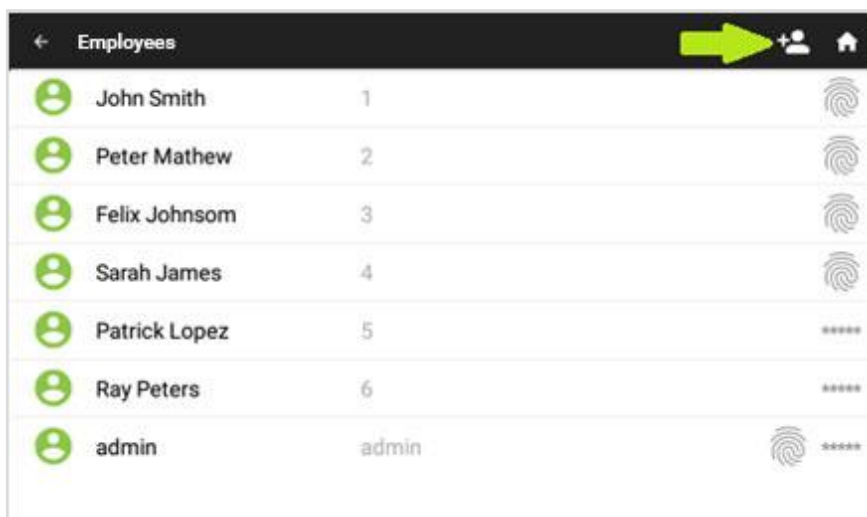 Employees
John Smith 1
Peter Mathew 2
Felix Johnsom 3
Sarah James 4
Patrick Lopez 5 *****
Ray Peters 6 *****
admin admin *****